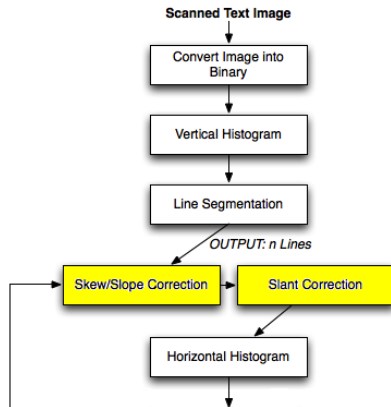 Scanned Text Image
Convert Image into
Binary
Vertical Histogram
Line Segmentation
OUTPUT: n Lines
Skew/Slope Correction
Slant Correction
Horizontal Histogram